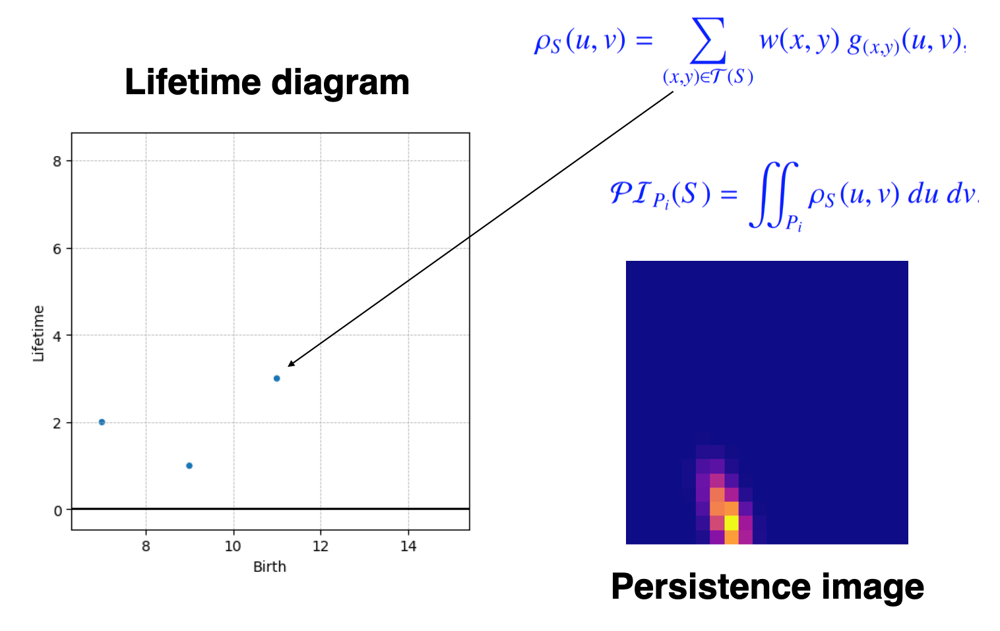 ρ_S(u, v) = ∑_{(x,y)∈𝒯(S)} w(x, y) g_{(x,y)}(u, v),
Lifetime diagram
𝒫ℐ_{P_i}(S) = ∬_{P_i} ρ_S(u, v) du dv.
8
6
4
2
0
Lifetime
8 10 12 14
Birth
Persistence image